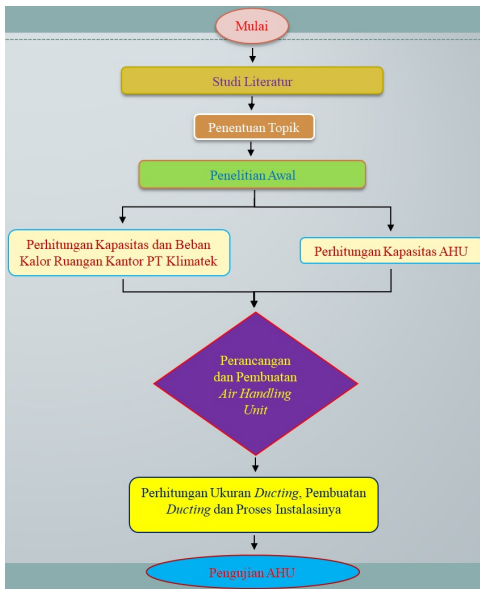 Mulai
Studi Literatur
Penentuan Topik
Penelitian Awal
Perhitungan Kapasitas dan Beban
Kalor Ruangan Kantor PT Klimatek
Perhitungan Kapasitas AHU
Perancangan
dan Pembuatan
Air Handling
Unit
Perhitungan Ukuran Ducting, Pembuatan
Ducting dan Proses Instalasinya
Pengujian AHU